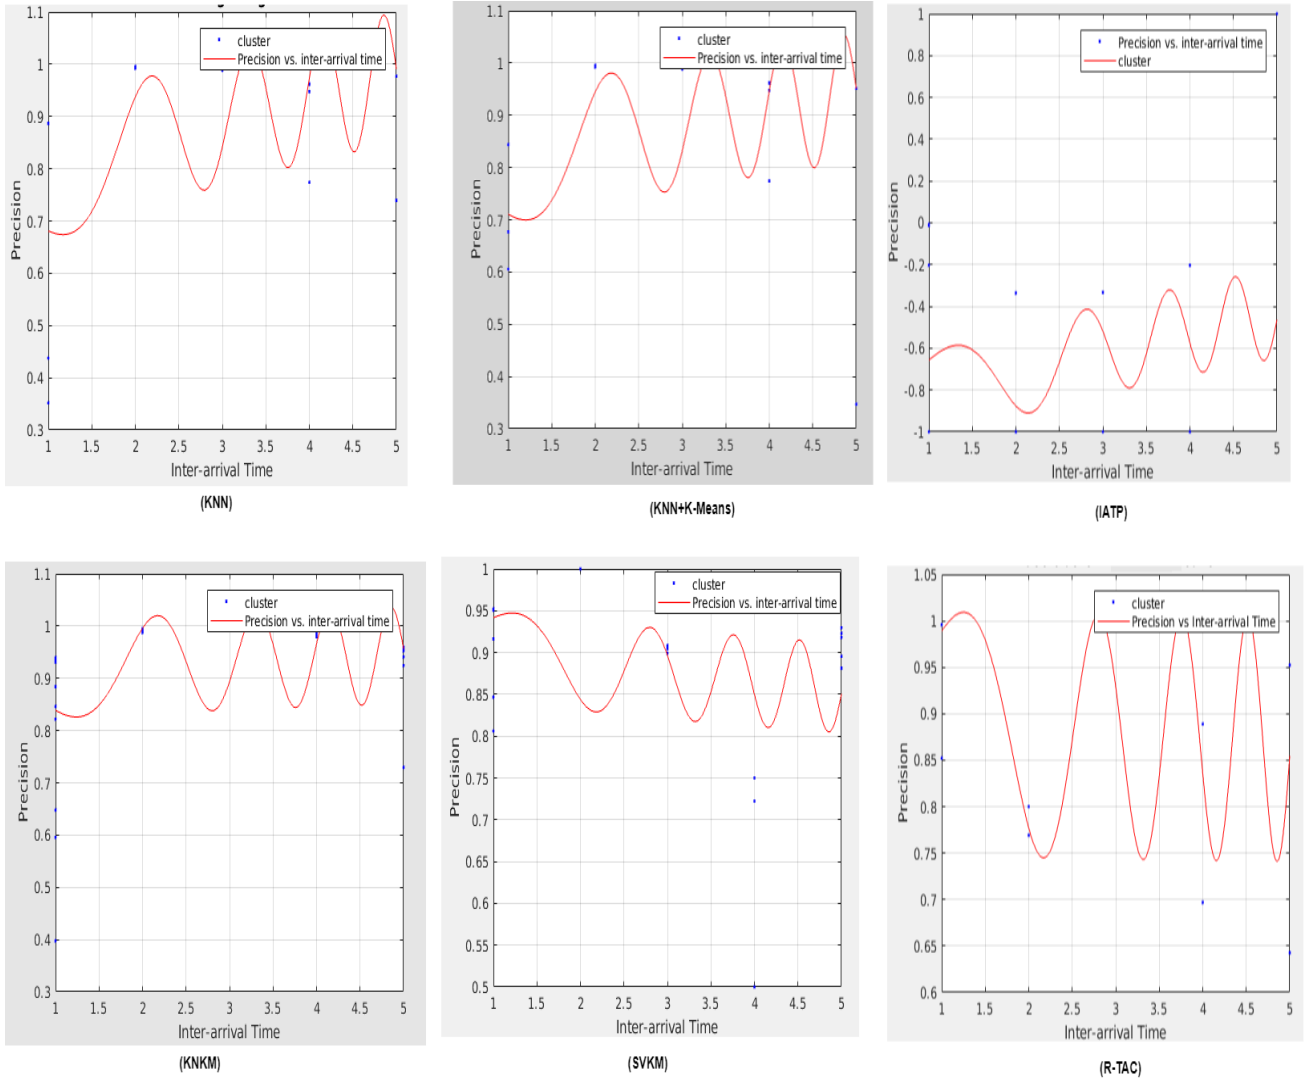 1.1
1
0.9
0.8
0.7
0.6
0.5
0.4
0.3
Precision
cluster
Precision vs. inter-arrival time
1 1.5 2 2.5 3 3.5 4 4.5 5
Inter-arrival Time
(KNN)
1.1
1
0.9
0.8
0.7
0.6
0.5
0.4
0.3
Precision
cluster
Precision vs. inter-arrival time
1 1.5 2 2.5 3 3.5 4 4.5 5
Inter-arrival Time
(KNN+K-Means)
1
0.8
0.6
0.4
0.2
0
-0.2
-0.4
-0.6
-0.8
-1
Precision
Precision vs. inter-arrival time
cluster
1 1.5 2 2.5 3 3.5 4 4.5 5
Inter-arrival Time
(IATP)
1.1
1
0.9
0.8
0.7
0.6
0.5
0.4
0.3
Precision
cluster
Precision vs. inter-arrival time
1 1.5 2 2.5 3 3.5 4 4.5 5
Inter-arrival Time
(KNKM)
1
0.95
0.9
0.85
0.8
0.75
0.7
0.65
0.6
0.55
0.5
Precision
cluster
Precision vs. inter-arrival time
1 1.5 2 2.5 3 3.5 4 4.5 5
Inter-arrival Time
(SVKM)
1.05
1
0.95
0.9
0.85
0.8
0.75
0.7
0.65
0.6
Precision
cluster
Precision vs Inter-arrival Time
1 1.5 2 2.5 3 3.5 4 4.5 5
Inter-arrival Time
(R-TAC)